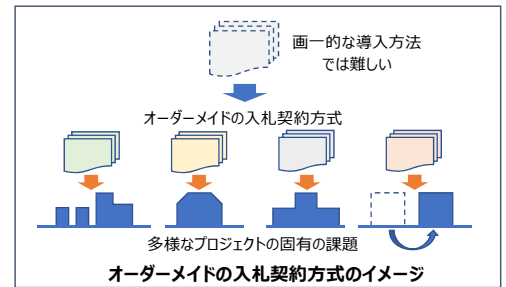 画一的な導入方法
では難しい
オーダーメイドの入札契約方式
多様なプロジェクトの固有の課題
オーダーメイドの入札契約方式のイメージ